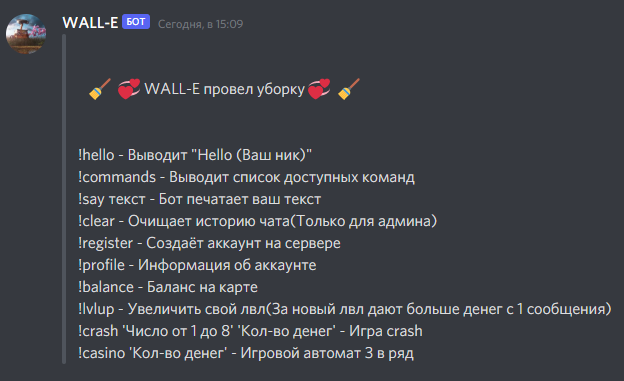 WALL-E БОТ Сегодня, в 15:09
WALL-E провел уборку
!hello - Выводит "Hello (Ваш ник)"
!commands - Выводит список доступных команд
!say текст - Бот печатает ваш текст
!clear - Очищает историю чата(Только для админа)
!register - Создаёт аккаунт на сервере
!profile - Информация об аккаунте
!balance - Баланс на карте
!lvlup - Увеличить свой лвл(За новый лвл дают больше денег с 1 сообщения)
!crash 'Число от 1 до 8' 'Кол-во денег' - Игра crash
!casino 'Кол-во денег' - Игровой автомат 3 в ряд